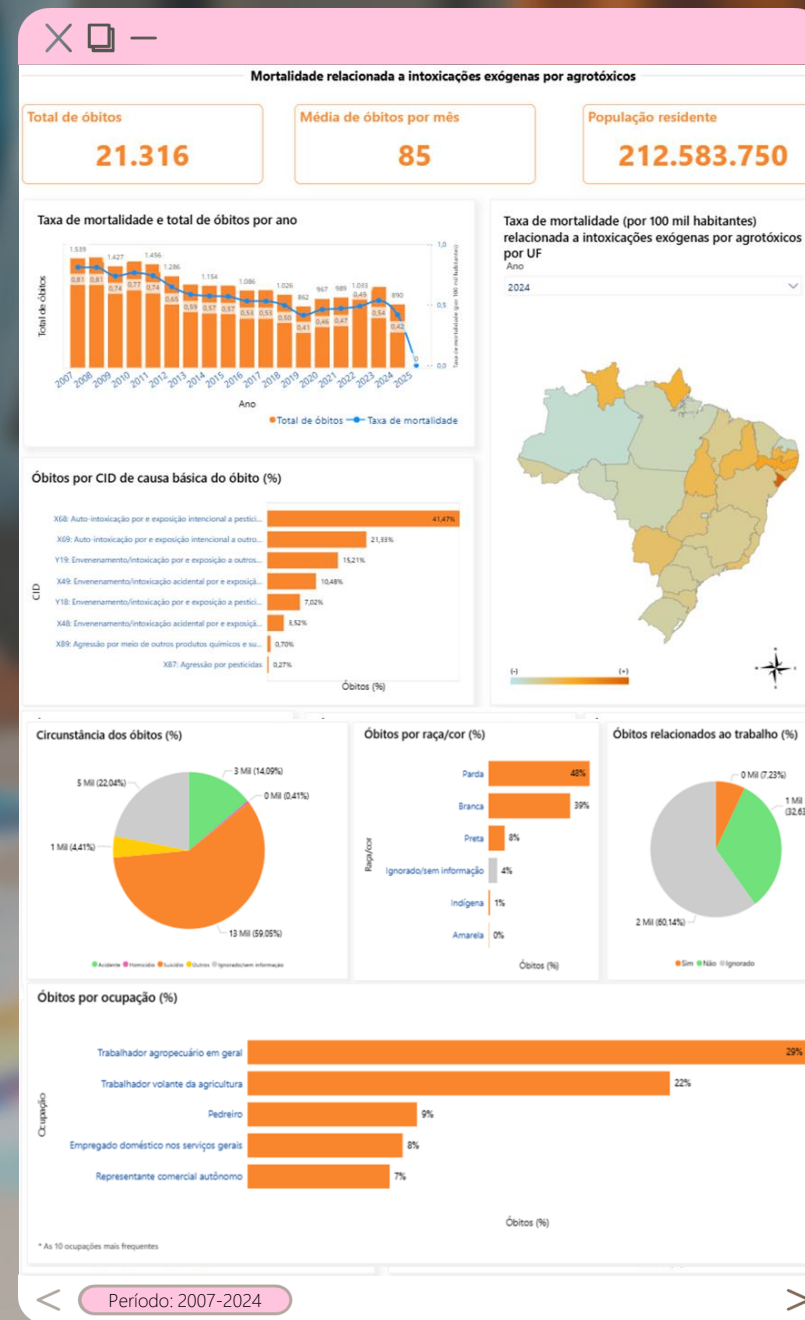 Mortalidade relacionada a intoxicações exógenas por agrotóxicos
Total de óbitos
21.316
Média de óbitos por mês
85
População residente
212.583.750
Taxa de mortalidade e total de óbitos por ano
Total de óbitos
1.539
1.427
1.456
1.286
1.154
1.086
1.026
862
967
989
1.033
890
0
0,81
0,81
0,74
0,77
0,74
0,65
0,59
0,57
0,57
0,53
0,53
0,50
0,41
0,46
0,47
0,49
0,54
0,42
1,0
0,5
0,0
Taxa de mortalidade (por 100 mil habitantes)
2007
2008
2009
2010
2011
2012
2013
2014
2015
2016
2017
2018
2019
2020
2021
2022
2023
2024
2025
Ano
Total de óbitos
Taxa de mortalidade
Taxa de mortalidade (por 100 mil habitantes)
relacionada a intoxicações exógenas por agrotóxicos
por UF
Ano
2024
(-)
(+)
Óbitos por CID de causa básica do óbito (%)
CID
X68: Auto-intoxicação por e exposição intencional a pestici... 41,47%
X69: Auto-intoxicação por e exposição intencional a outro... 21,33%
Y19: Envenenamento/intoxicação por e exposição a outros... 15,21%
X49: Envenenamento/intoxicação acidental por e exposiçã... 10,48%
Y18: Envenenamento/intoxicação por e exposição a pestici... 7,02%
X48: Envenenamento/intoxicação acidental por e exposiçã... 3,52%
X89: Agressão por meio de outros produtos químicos e su... 0,70%
X87: Agressão por pesticidas 0,27%
Óbitos (%)
Circunstância dos óbitos (%)
3 Mil (14,09%)
0 Mil (0,41%)
5 Mil (22,04%)
1 Mil (4,41%)
13 Mil (59,05%)
Acidente Homicídio Suicídio Outros Ignorado/sem informação
Óbitos por raça/cor (%)
Raça/cor
Parda 48%
Branca 39%
Preta 8%
Ignorado/sem informação 4%
Indígena 1%
Amarela 0%
Óbitos (%)
Óbitos relacionados ao trabalho (%)
0 Mil (7,23%)
1 Mil
(32,63
2 Mil (60,14%)
Sim Não Ignorado
Óbitos por ocupação (%)
Ocupação
Trabalhador agropecuário em geral 29%
Trabalhador volante da agricultura 22%
Pedreiro 9%
Empregado doméstico nos serviços gerais 8%
Representante comercial autônomo 7%
Óbitos (%)
* As 10 ocupações mais frequentes
Período: 2007-2024